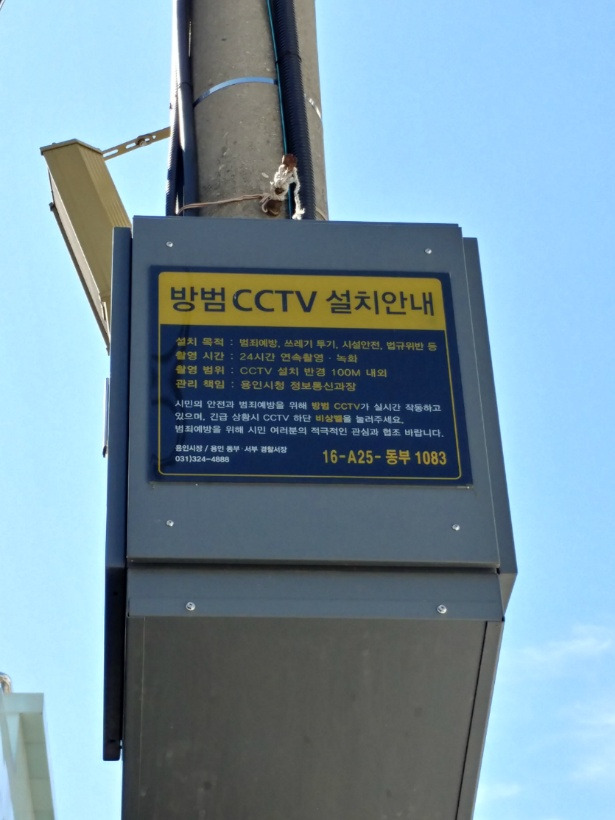 방범 CCTV 설치안내
설치 목적 : 범죄예방, 쓰레기 투기, 시설안전, 법규위반 등
촬영 시간 : 24시간 연속촬영 · 녹화
촬영 범위 : CCTV 설치 반경 100M 내외
관리 책임 : 용인시청 정보통신과장
시민의 안전과 범죄예방을 위해 방범 CCTV가 실시간 작동하고
있으며, 긴급 상황시 CCTV 하단 비상벨을 눌러주세요.
범죄예방을 위해 시민 여러분의 적극적인 관심과 협조 바랍니다.
용인시장 / 용인 동부 · 서부 경찰서장
031)324-4888
16-A25- 동부 1083